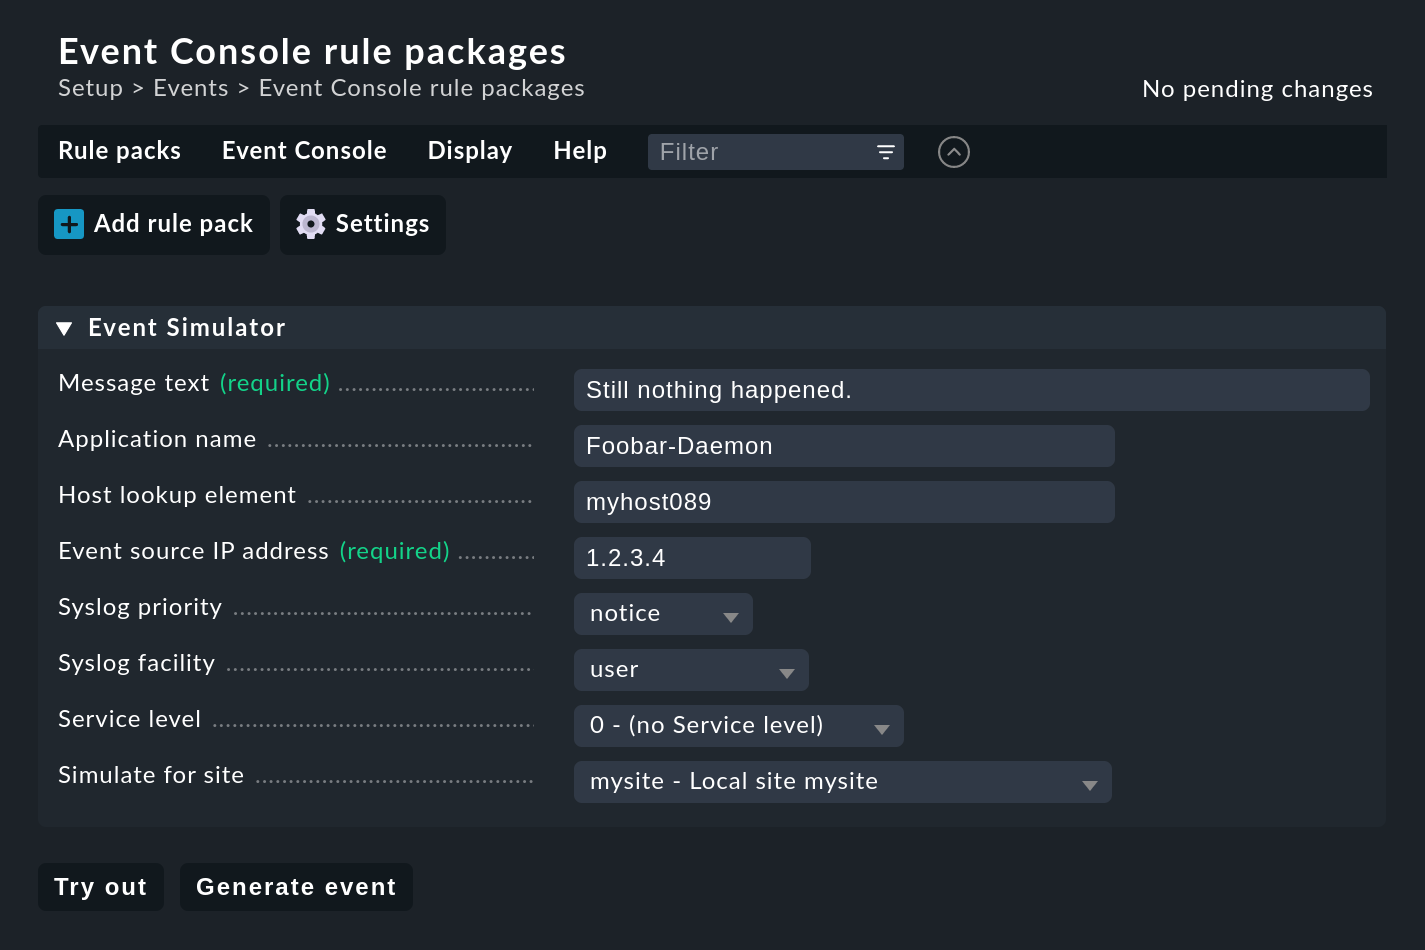 Event Console rule packages
Setup > Events > Event Console rule packages
No pending changes
Rule packs Event Console Display Help Filter
Add rule pack Settings
Event Simulator
Message text (required) Still nothing happened.
Application name Foobar-Daemon
Host lookup element myhost089
Event source IP address (required) 1.2.3.4
Syslog priority notice
Syslog facility user
Service level 0 - (no Service level)
Simulate for site mysite - Local site mysite
Try out Generate event